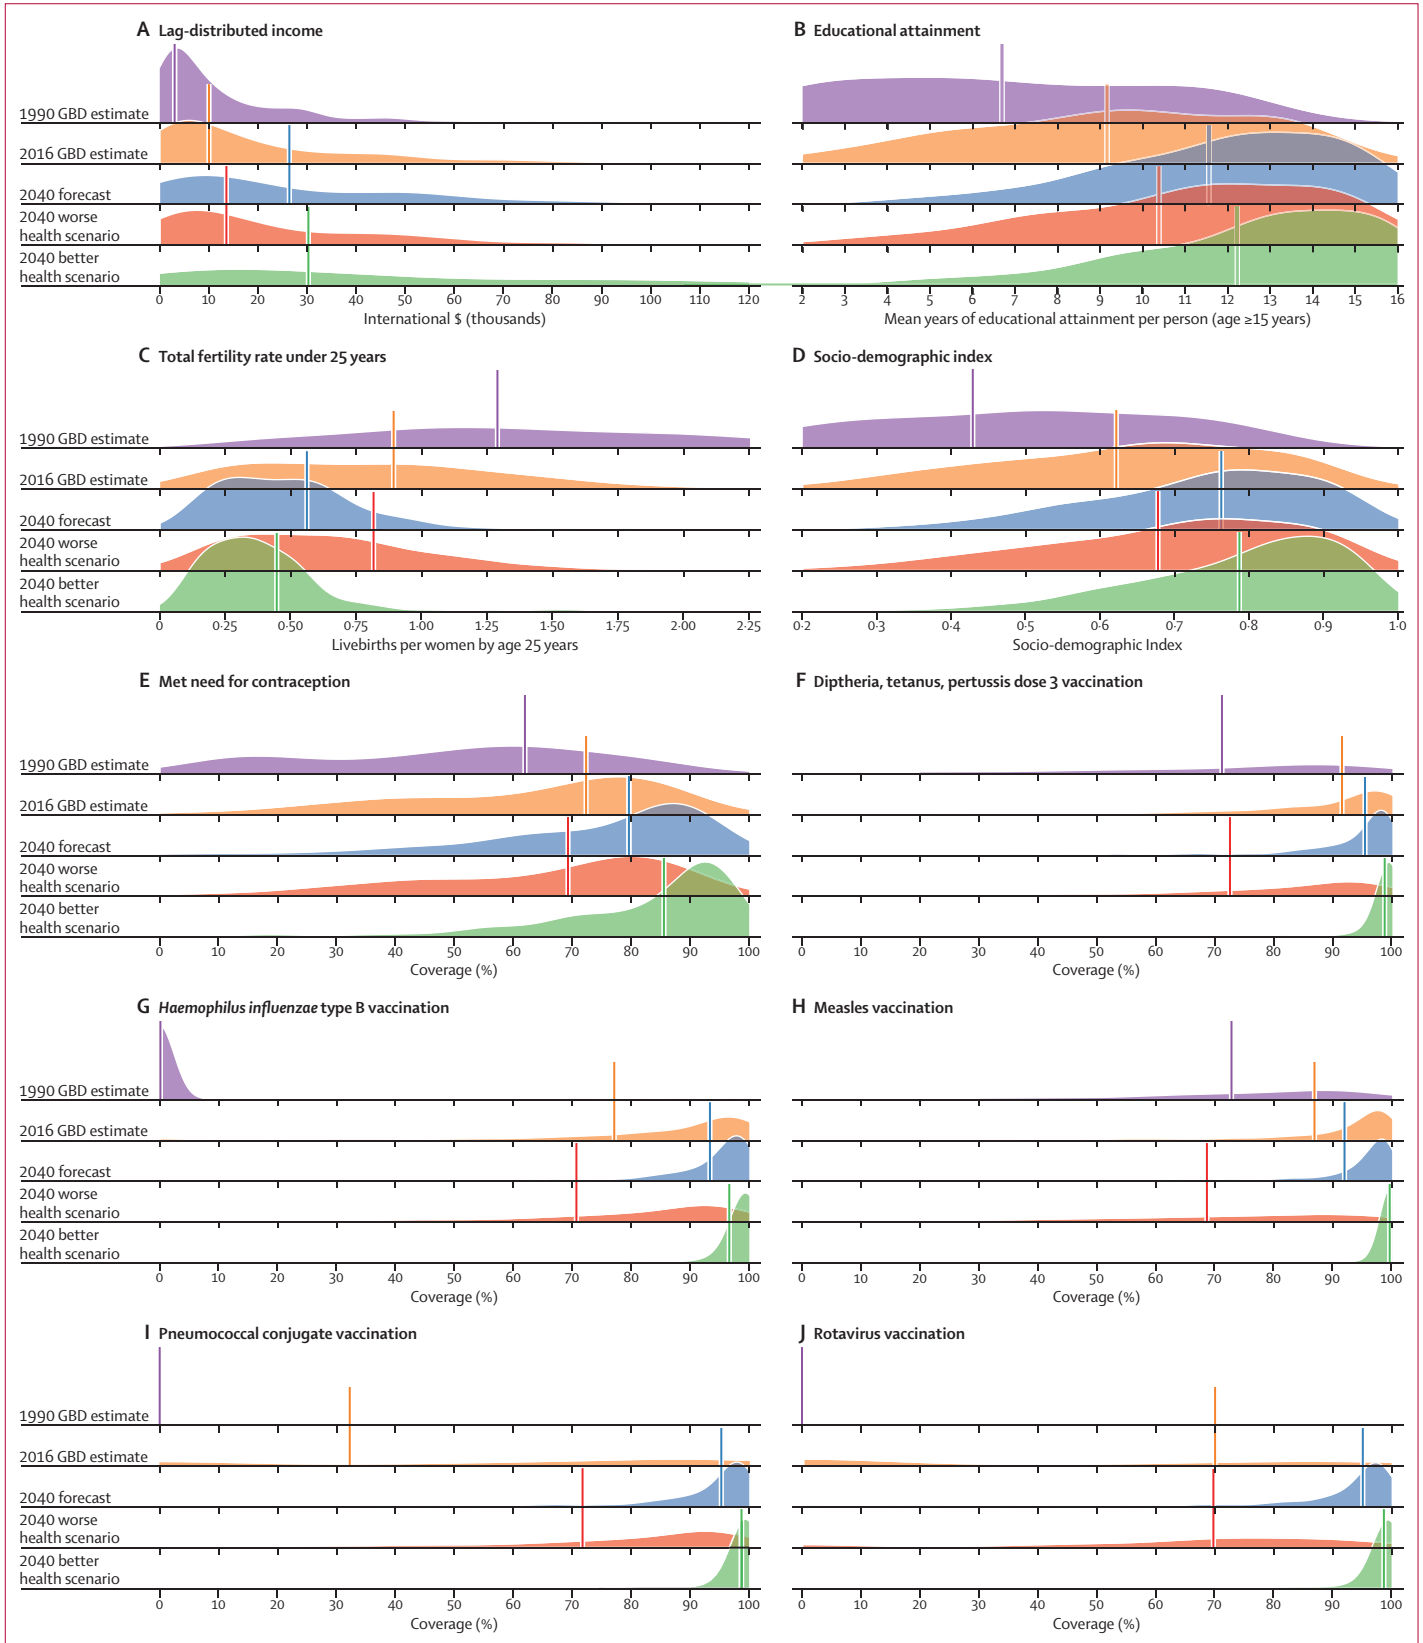 A Lag-distributed income
1990 GBD estimate
2016 GBD estimate
2040 forecast
2040 worse
health scenario
2040 better
health scenario
0 10 20 30 40 50 60 70 80 90 100 110 120
International $ (thousands)
B Educational attainment
2 3 4 5 6 7 8 9 10 11 12 13 14 15 16
Mean years of educational attainment per person (age ≥15 years)
C Total fertility rate under 25 years
1990 GBD estimate
2016 GBD estimate
2040 forecast
2040 worse
health scenario
2040 better
health scenario
0 0·25 0·50 0·75 1·00 1·25 1·50 1·75 2·00 2·25
Livebirths per women by age 25 years
D Socio-demographic index
0·2 0·3 0·4 0·5 0·6 0·7 0·8 0·9 1·0
Socio-demographic Index
E Met need for contraception
1990 GBD estimate
2016 GBD estimate
2040 forecast
2040 worse
health scenario
2040 better
health scenario
0 10 20 30 40 50 60 70 80 90 100
Coverage (%)
F Diptheria, tetanus, pertussis dose 3 vaccination
0 10 20 30 40 50 60 70 80 90 100
Coverage (%)
G Haemophilus influenzae type B vaccination
1990 GBD estimate
2016 GBD estimate
2040 forecast
2040 worse
health scenario
2040 better
health scenario
0 10 20 30 40 50 60 70 80 90 100
Coverage (%)
H Measles vaccination
0 10 20 30 40 50 60 70 80 90 100
Coverage (%)
I Pneumococcal conjugate vaccination
1990 GBD estimate
2016 GBD estimate
2040 forecast
2040 worse
health scenario
2040 better
health scenario
0 10 20 30 40 50 60 70 80 90 100
Coverage (%)
J Rotavirus vaccination
0 10 20 30 40 50 60 70 80 90 100
Coverage (%)